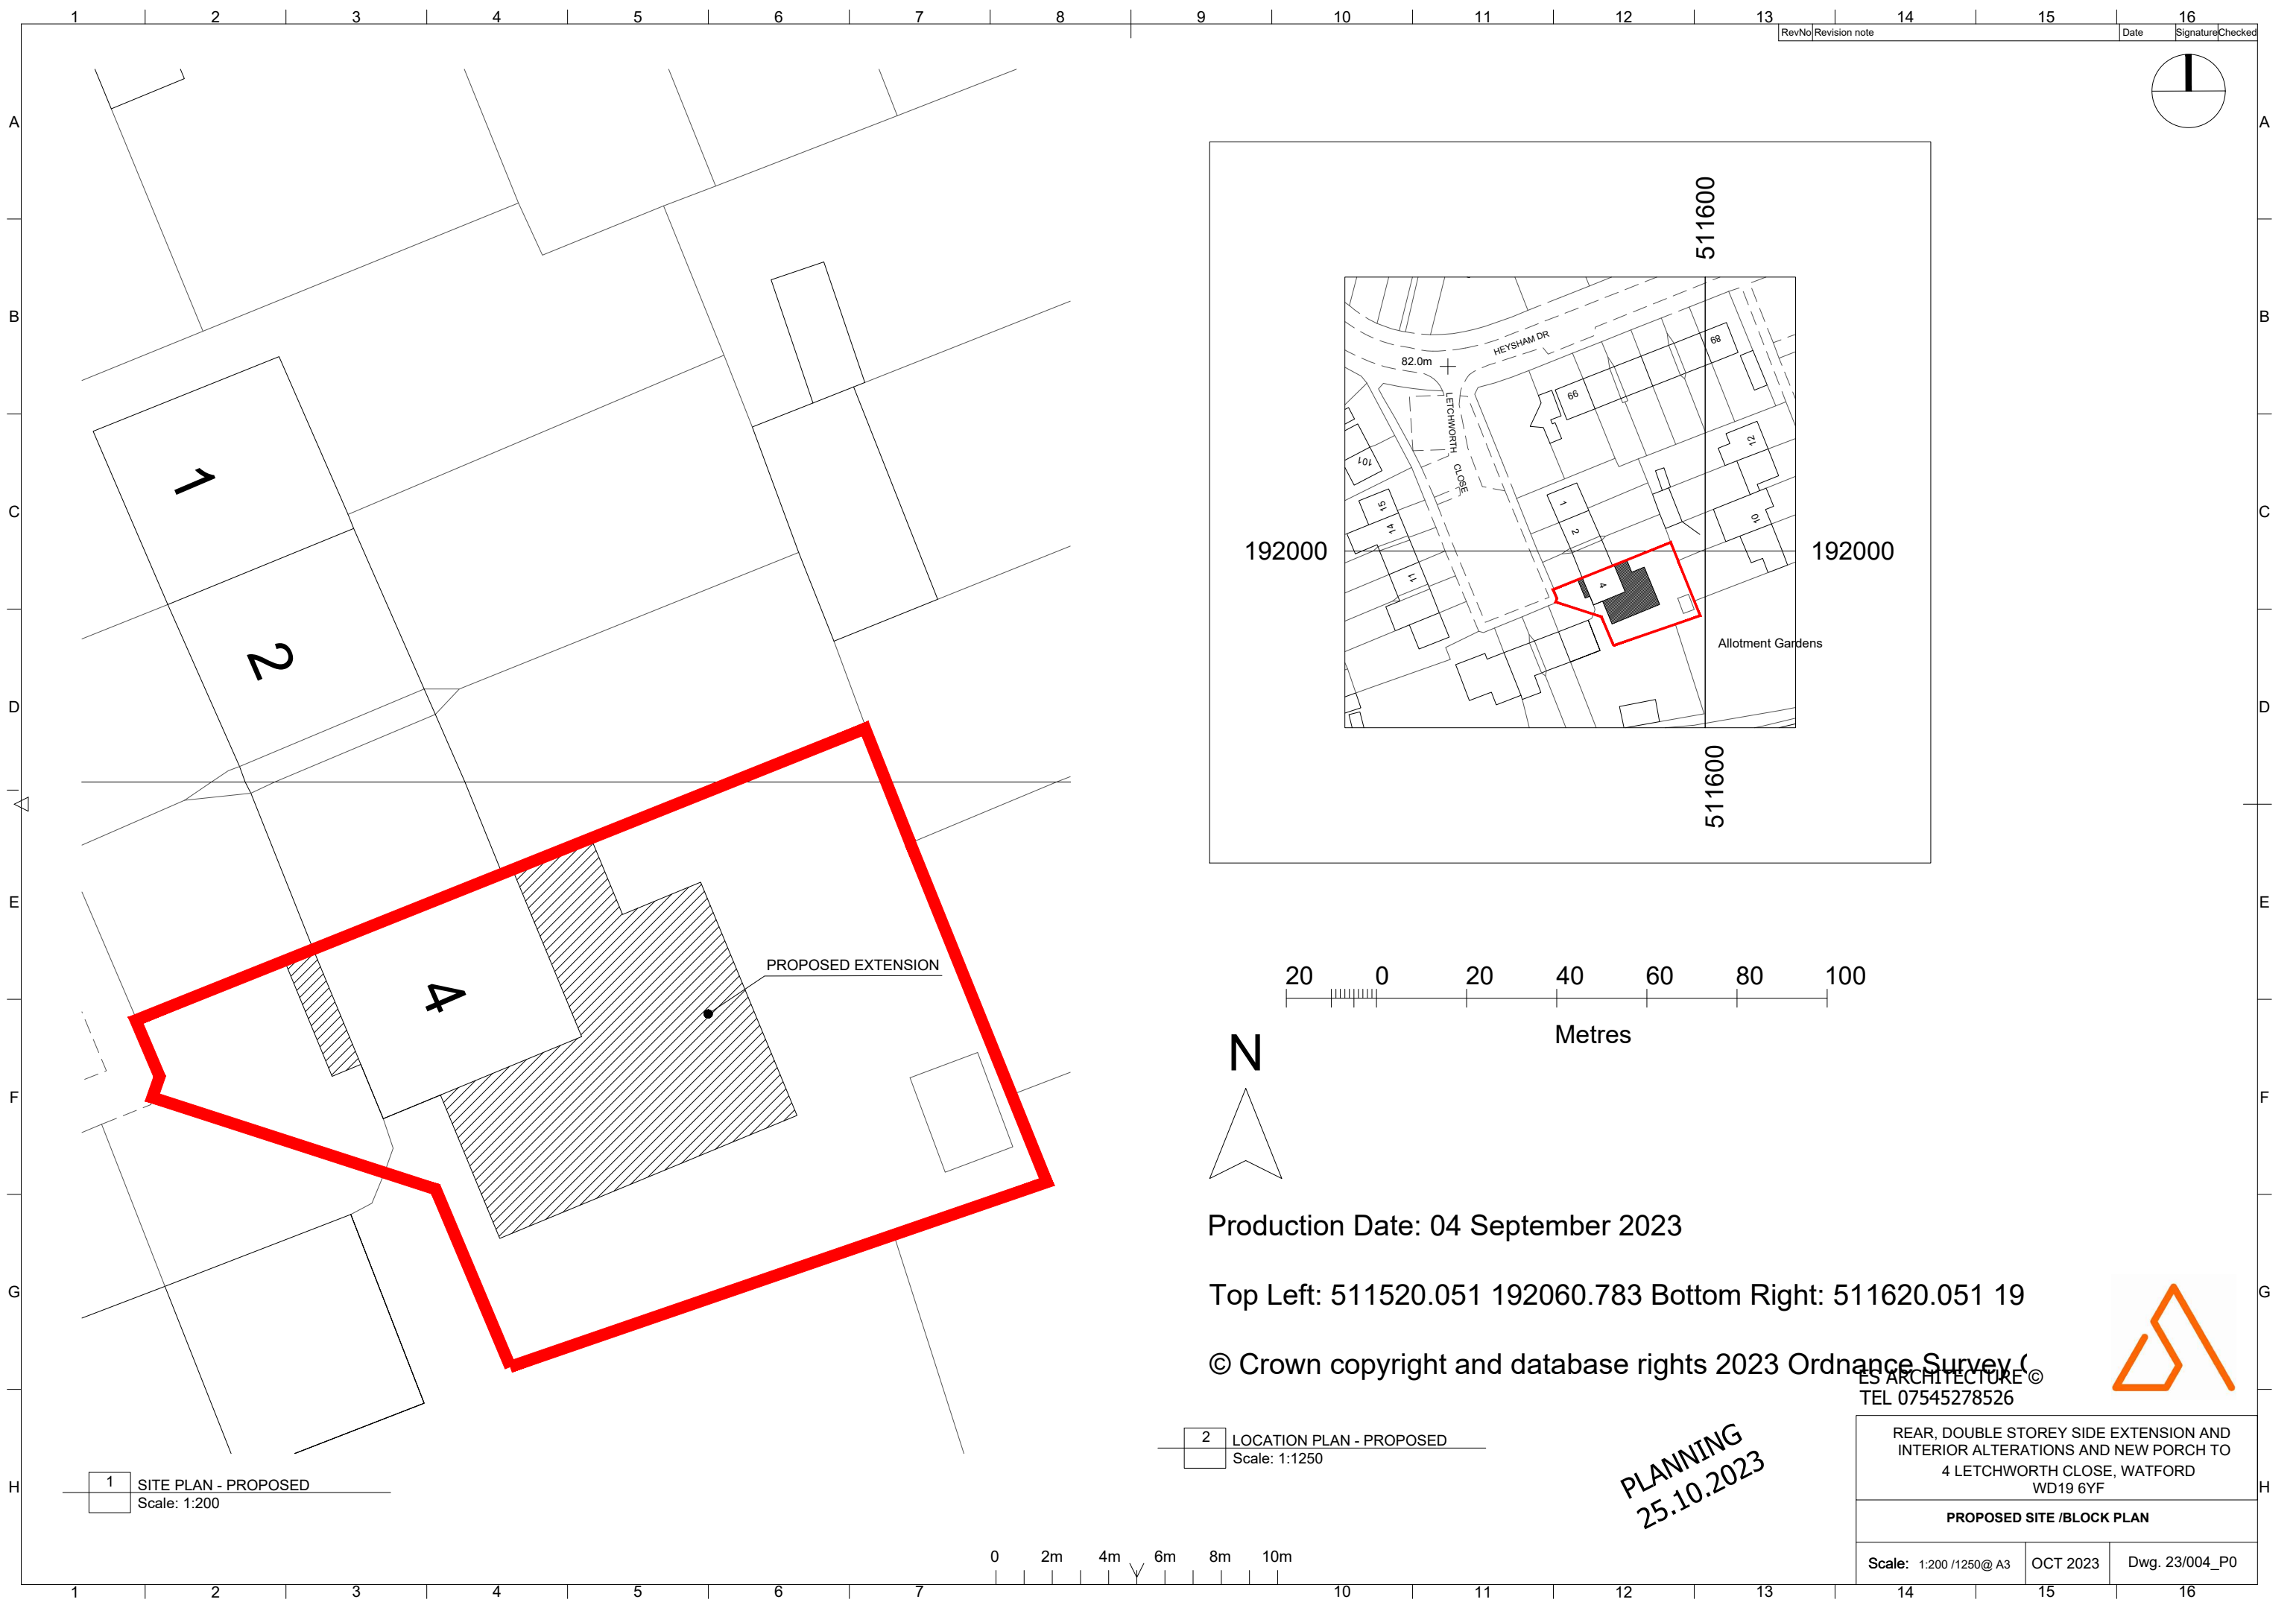 1 2 3 4 5 6 7 8 9 10 11 12 13 14 15 16
RevNo Revision note Date Signature Checked
A A
B B
C C
D D
E E
F F
G G
H H
1
2
4
PROPOSED EXTENSION
1 SITE PLAN - PROPOSED
Scale: 1:200
511600
HEYSHAM DR
82.0m
LETCHWORTH CLOSE
68
66
101
15
14
11
1
2
4
12
10
192000 192000
Allotment Gardens
511600
20 0 20 40 60 80 100
Metres
N
Production Date: 04 September 2023
Top Left: 511520.051 192060.783 Bottom Right: 511620.051 19
© Crown copyright and database rights 2023 Ordnance Survey
ES ARCHITECTURE ©
TEL 07545278526
2 LOCATION PLAN - PROPOSED
Scale: 1:1250
PLANNING
25.10.2023
REAR, DOUBLE STOREY SIDE EXTENSION AND
INTERIOR ALTERATIONS AND NEW PORCH TO
4 LETCHWORTH CLOSE, WATFORD
WD19 6YF
PROPOSED SITE /BLOCK PLAN
Scale: 1:200 /1250@ A3 OCT 2023 Dwg. 23/004_P0
0 2m 4m 6m 8m 10m
1 2 3 4 5 6 7 10 11 12 13 14 15 16